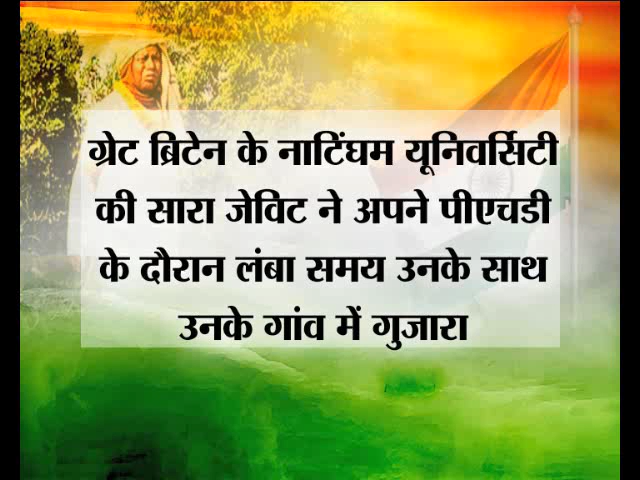 ग्रेट ब्रिटेन के नाटिंघम यूनिवर्सिटी
की सारा जेविट ने अपने पीएचडी
के दौरान लंबा समय उनके साथ
उनके गांव में गुजारा